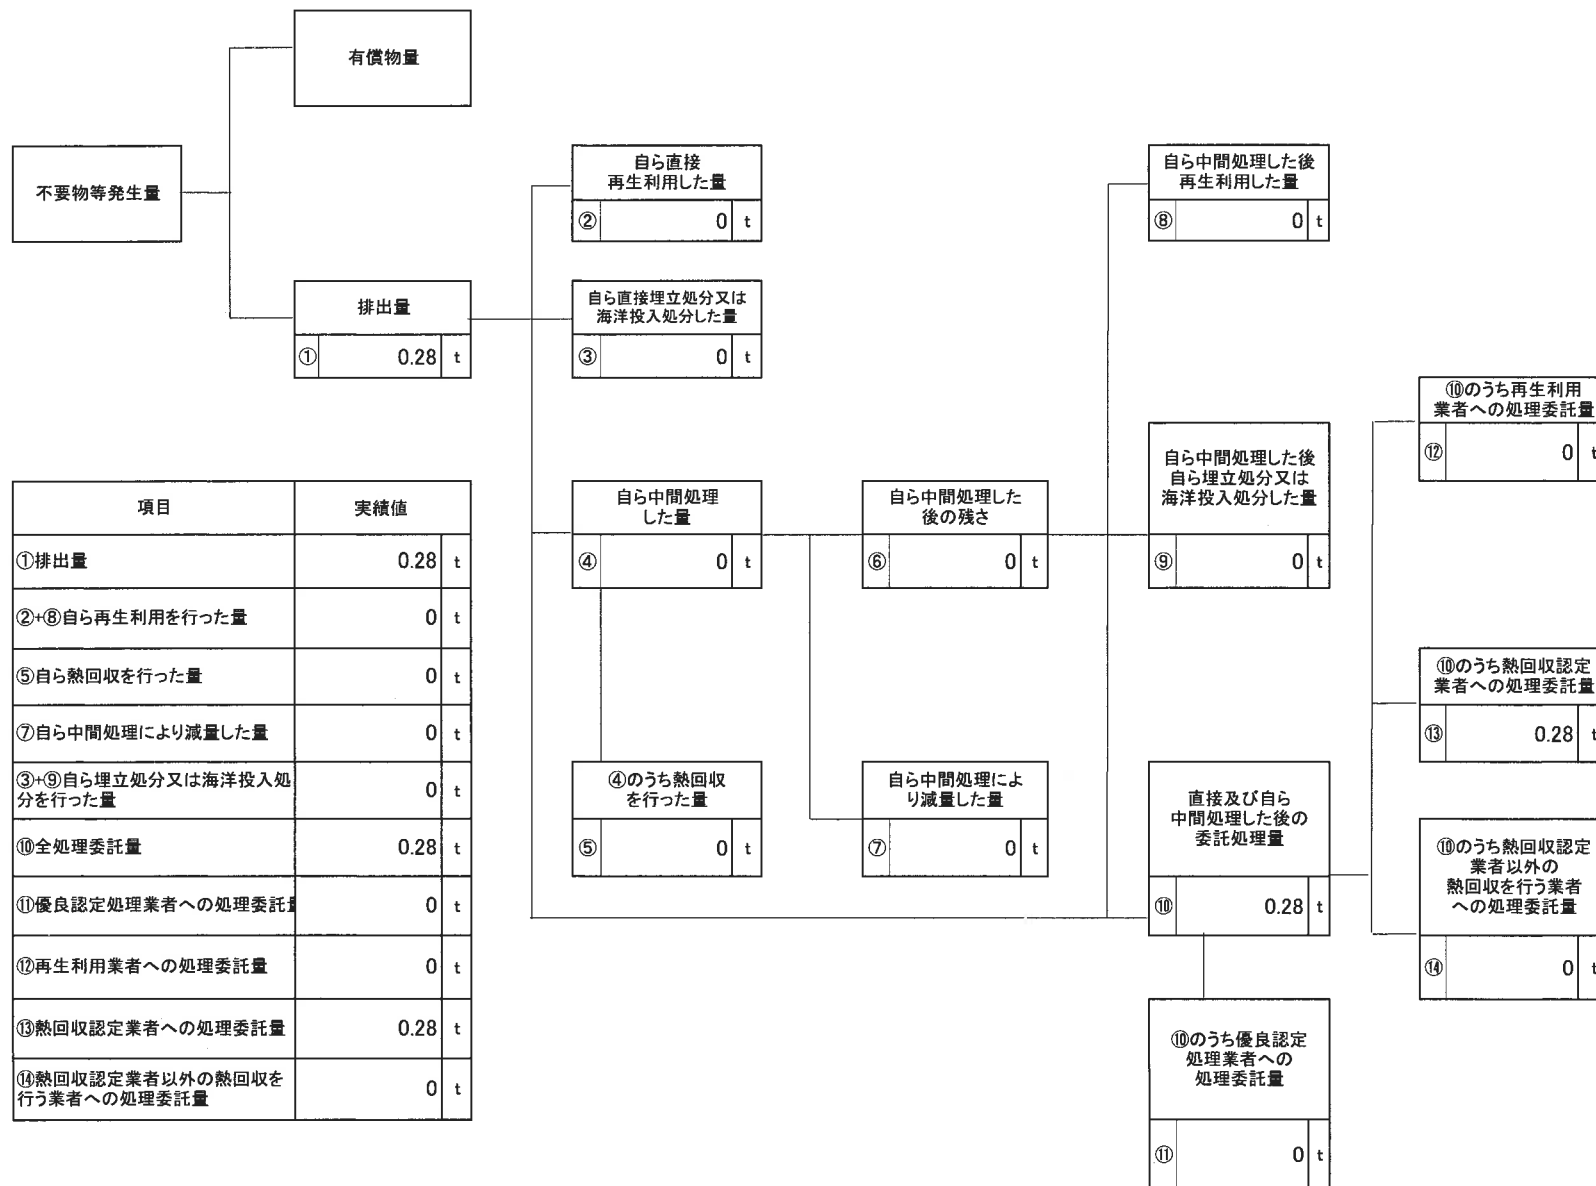 有償物量
不要物等発生量
排出量
① 0.28 t
自ら直接
再生利用した量
② 0 t
自ら直接埋立処分又は
海洋投入処分した量
③ 0 t
自ら中間処理
した量
④ 0 t
④のうち熱回収
を行った量
⑤ 0 t
自ら中間処理した
後の残さ
⑥ 0 t
自ら中間処理によ
り減量した量
⑦ 0 t
自ら中間処理した後
再生利用した量
⑧ 0 t
自ら中間処理した後
自ら埋立処分又は
海洋投入処分した量
⑨ 0 t
直接及び自ら
中間処理した後の
委託処理量
⑩ 0.28 t
⑩のうち優良認定
処理業者への
処理委託量
⑪ 0 t
⑩のうち再生利用
業者への処理委託量
⑫ 0 t
⑩のうち熱回収認定
業者への処理委託量
⑬ 0.28 t
⑩のうち熱回収認定
業者以外の
熱回収を行う業者
への処理委託量
⑭ 0 t
項目 実績値
①排出量 0.28 t
②+⑧自ら再生利用を行った量 0 t
⑤自ら熱回収を行った量 0 t
⑦自ら中間処理により減量した量 0 t
③+⑨自ら埋立処分又は海洋投入処
分を行った量 0 t
⑩全処理委託量 0.28 t
⑪優良認定処理業者への処理委託量 0 t
⑫再生利用業者への処理委託量 0 t
⑬熱回収認定業者への処理委託量 0.28 t
⑭熱回収認定業者以外の熱回収を
行う業者への処理委託量 0 t